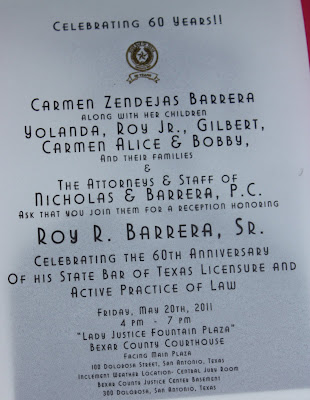 Celebrating 60 Years!!
Carmen Zendejas Barrera
along with her children
Yolanda, Roy Jr., Gilbert,
Carmen Alice & Bobby,
And their families
&
The Attorneys & Staff of
Nicholas & Barrera, P.C.
Ask that you join them for a reception honoring
Roy R. Barrera, Sr.
Celebrating the 60th Anniversary
Of his State Bar of Texas Licensure and
Active Practice of Law
Friday, May 20th, 2011
4 pm - 7 pm
"Lady Justice Fountain Plaza"
Bexar County Courthouse
Facing Main Plaza
100 Dolorosa Street, San Antonio, Texas
Inclement Weather Location- Central Jury Room
Bexar County Justice Center Basement
300 Dolorosa, San Antonio, Texas